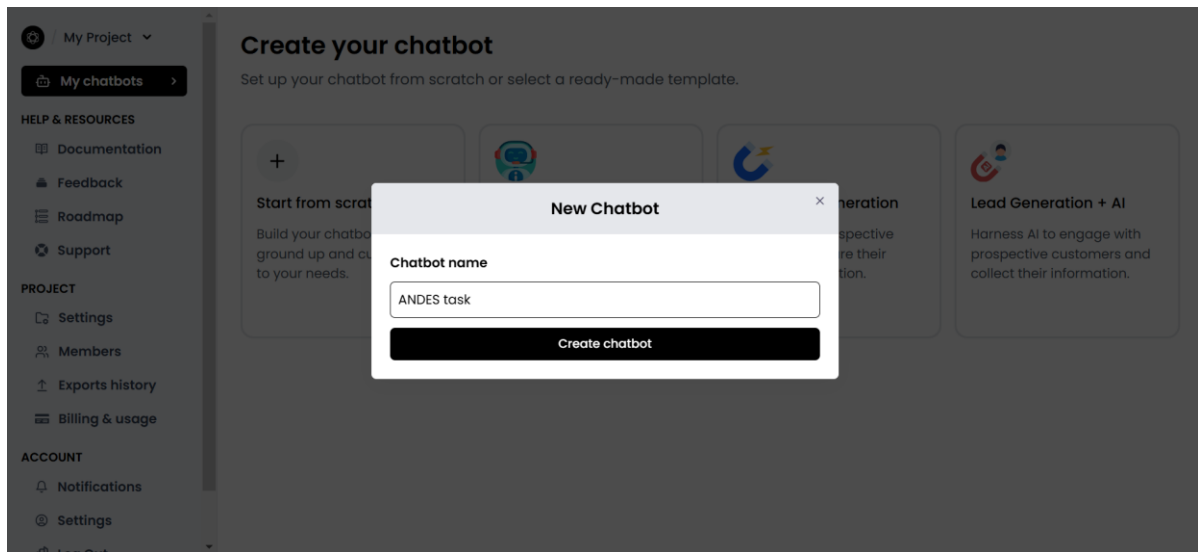 / My Project
My chatbots
HELP & RESOURCES
Documentation
Feedback
Roadmap
Support
PROJECT
Settings
Members
Exports history
Billing & usage
ACCOUNT
Notifications
Settings
Log Out
Create your chatbot
Set up your chatbot from scratch or select a ready-made template.
Start from scrat
Build your chatbo
ground up and cu
to your needs.
neration
spective
re their
tion.
Lead Generation + AI
Harness AI to engage with
prospective customers and
collect their information.
New Chatbot
Chatbot name
ANDES task
Create chatbot